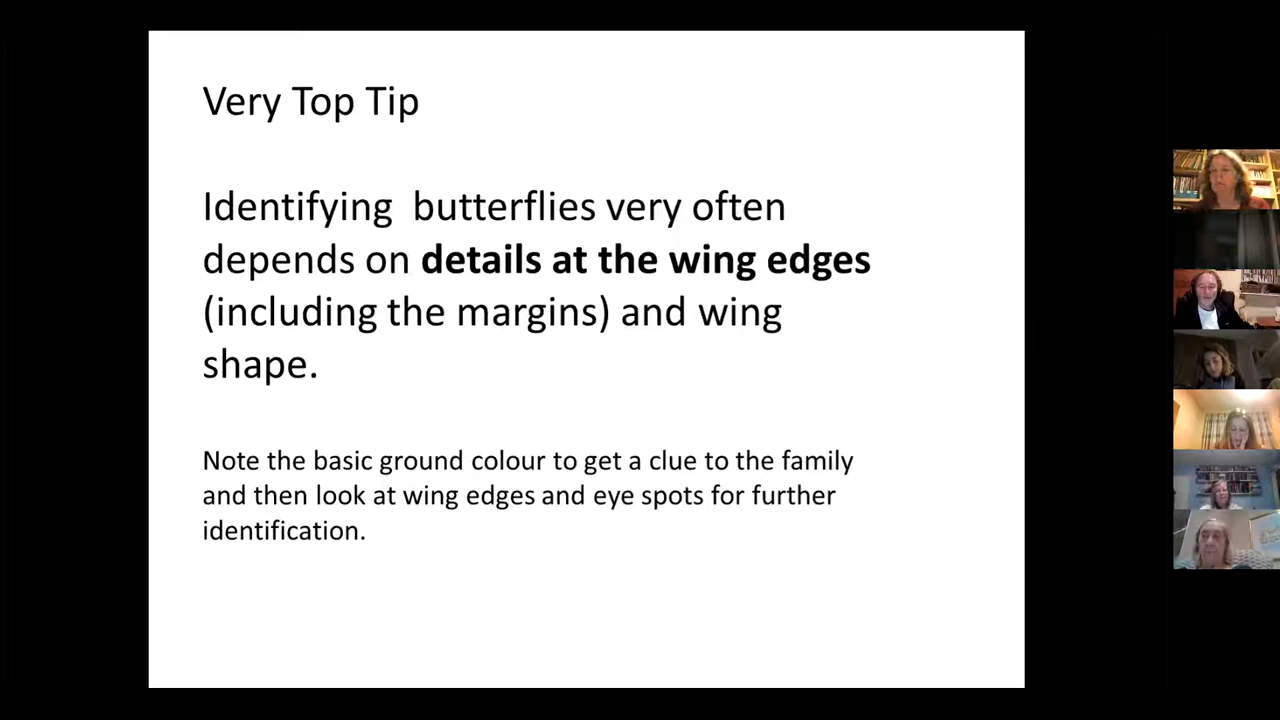 Very Top Tip
Identifying  butterflies very often
depends on details at the wing edges
(including the margins) and wing
shape.
Note the basic ground colour to get a clue to the family
and then look at wing edges and eye spots for further
identification.